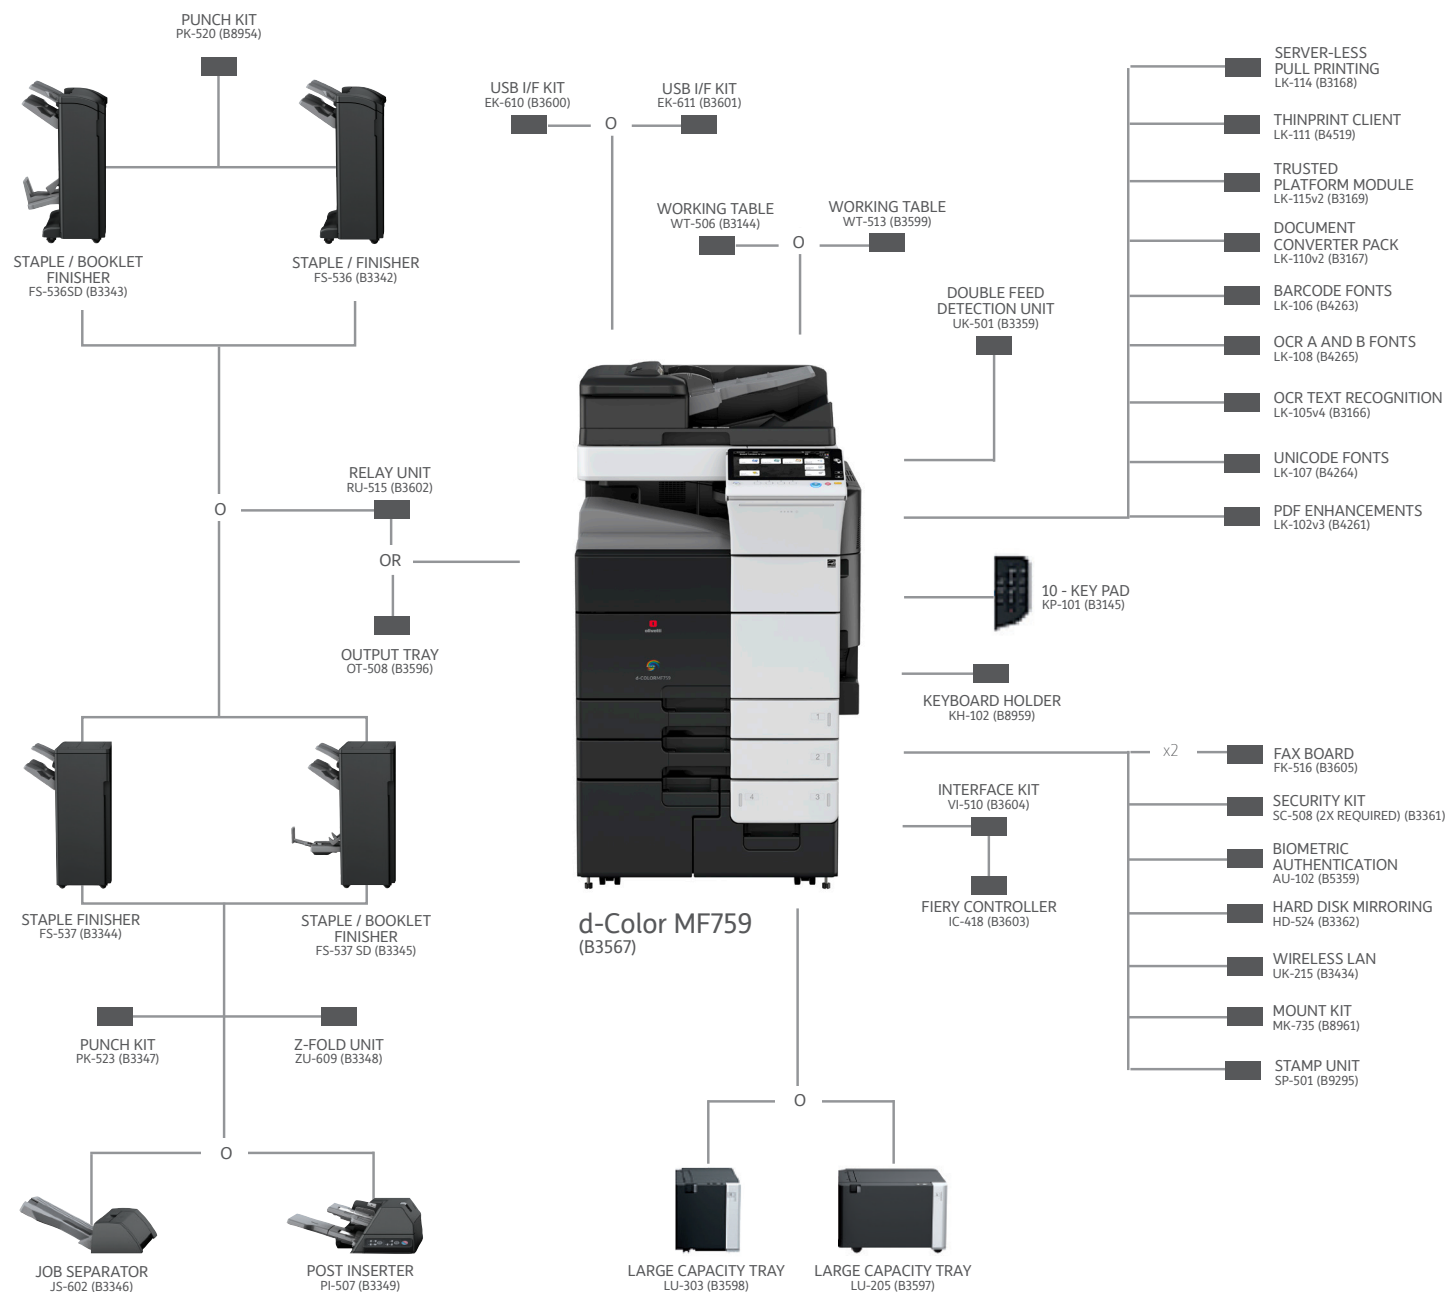 PUNCH KIT
PK-520 (B8954)
STAPLE / BOOKLET
FINISHER
FS-536SD (B3343)
STAPLE / FINISHER
FS-536 (B3342)
USB I/F KIT
EK-610 (B3600)
O
USB I/F KIT
EK-611 (B3601)
WORKING TABLE
WT-506 (B3144)
O
WORKING TABLE
WT-513 (B3599)
DOUBLE FEED
DETECTION UNIT
UK-501 (B3359)
SERVER-LESS
PULL PRINTING
LK-114 (B3168)
THINPRINT CLIENT
LK-111 (B4519)
TRUSTED
PLATFORM MODULE
LK-115v2 (B3169)
DOCUMENT
CONVERTER PACK
LK-110v2 (B3167)
BARCODE FONTS
LK-106 (B4263)
OCR A AND B FONTS
LK-108 (B4265)
OCR TEXT RECOGNITION
LK-105v4 (B3166)
UNICODE FONTS
LK-107 (B4264)
PDF ENHANCEMENTS
LK-102v3 (B4261)
RELAY UNIT
RU-515 (B3602)
O
OR
OUTPUT TRAY
OT-508 (B3596)
10 - KEY PAD
KP-101 (B3145)
KEYBOARD HOLDER
KH-102 (B8959)
olivetti
d-COLOR MF759
1
2
4
3
INTERFACE KIT
VI-510 (B3604)
FIERY CONTROLLER
IC-418 (B3603)
x2
FAX BOARD
FK-516 (B3605)
SECURITY KIT
SC-508 (2X REQUIRED) (B3361)
BIOMETRIC
AUTHENTICATION
AU-102 (B5359)
HARD DISK MIRRORING
HD-524 (B3362)
WIRELESS LAN
UK-215 (B3434)
MOUNT KIT
MK-735 (B8961)
STAMP UNIT
SP-501 (B9295)
STAPLE FINISHER
FS-537 (B3344)
STAPLE / BOOKLET
FINISHER
FS-537 SD (B3345)
d-Color MF759
(B3567)
PUNCH KIT
PK-523 (B3347)
Z-FOLD UNIT
ZU-609 (B3348)
O
O
JOB SEPARATOR
JS-602 (B3346)
POST INSERTER
PI-507 (B3349)
LARGE CAPACITY TRAY
LU-303 (B3598)
LARGE CAPACITY TRAY
LU-205 (B3597)